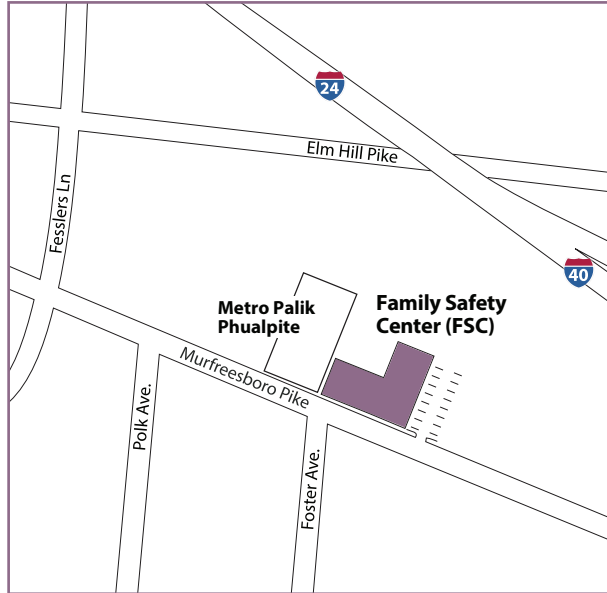 24
Elm Hill Pike
Fesslers Ln
40
Metro Palik
Phualpite
Family Safety
Center (FSC)
Murfreesboro Pike
Polk Ave.
Foster Ave.